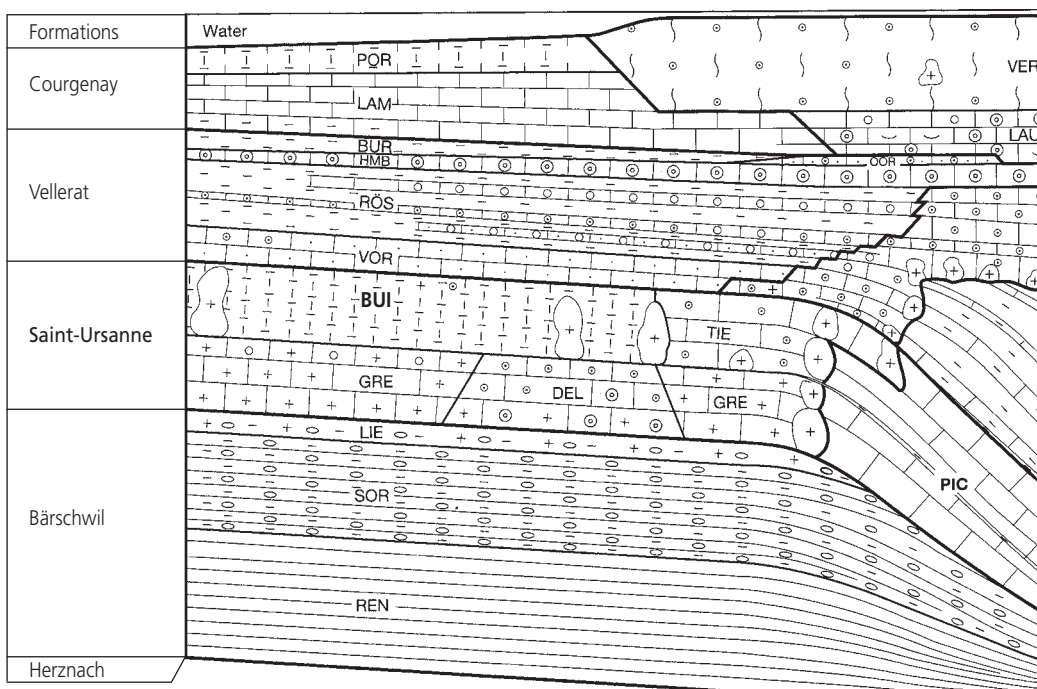 Formations
Water
POR
VER
Courgenay
LAM
LAU
BÜR
HMB
OOR
Vellerat
RÖS
VOR
BUI
Saint-Ursanne
TIE
GRE
DEL
GRE
LIE
PIC
SOR
Bärschwil
REN
Herznach